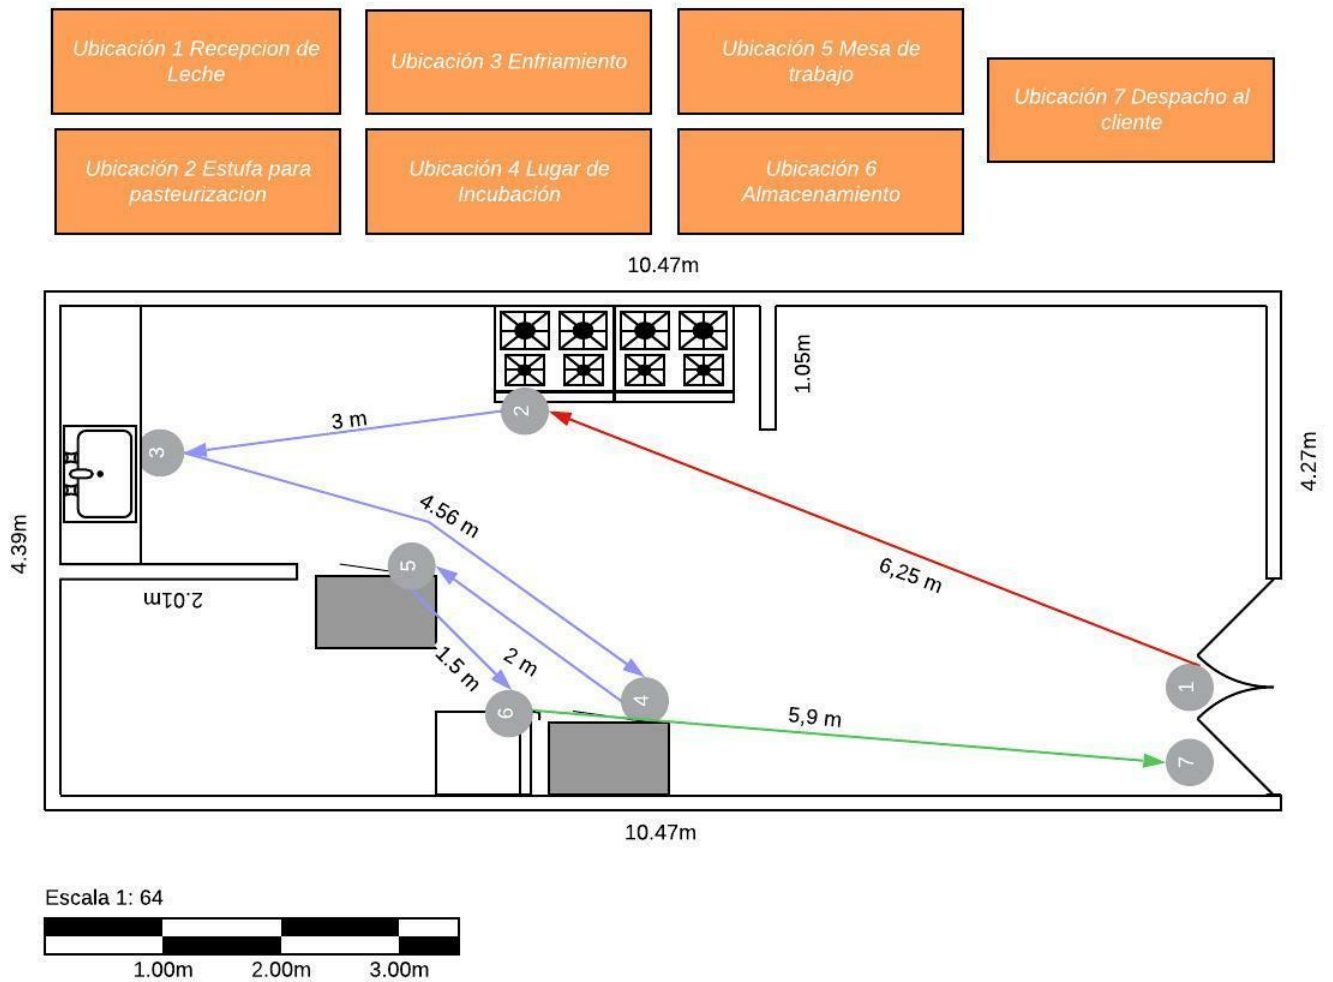 Ubicación 1 Recepcion de
Leche
Ubicación 3 Enfriamiento
Ubicación 5 Mesa de
trabajo
Ubicación 7 Despacho al
cliente
Ubicación 2 Estufa para
pasteurizacion
Ubicación 4 Lugar de
Incubación
Ubicación 6
Almacenamiento
10.47m
1.05m
2
3 m
3
4.56 m
4.27m
4.39m
5
6,25 m
2.01m
1.5 m
2 m
4
1
6
5,9 m
7
10.47m
Escala 1: 64
1.00m
2.00m
3.00m